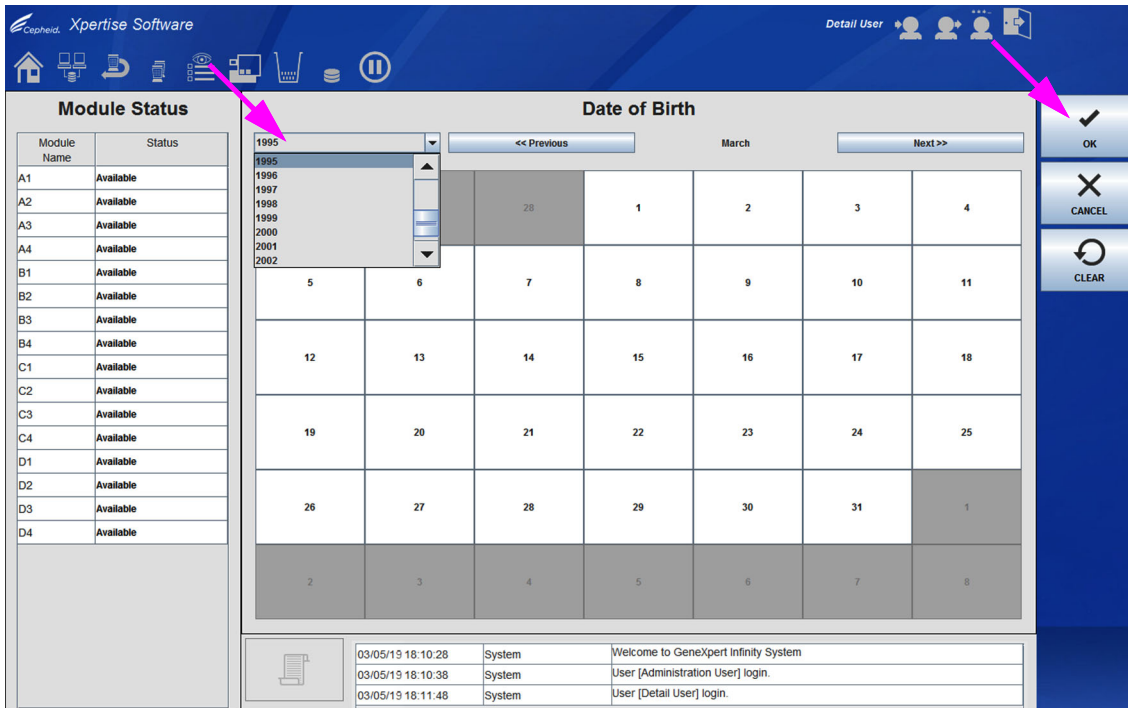 Cepheid. Xpertise Software
Detail User
Module Status
Module Name Status
A1 Available
A2 Available
A3 Available
A4 Available
B1 Available
B2 Available
B3 Available
B4 Available
C1 Available
C2 Available
C3 Available
C4 Available
D1 Available
D2 Available
D3 Available
D4 Available
Date of Birth
1995 << Previous March Next >>
1995
1996
1997
1998
1999
2000
2001
2002
28 1 2 3 4
5 6 7 8 9 10 11
12 13 14 15 16 17 18
19 20 21 22 23 24 25
26 27 28 29 30 31 1
2 3 4 5 6 7 8
OK
CANCEL
CLEAR
03/05/19 18:10:28 System Welcome to GeneXpert Infinity System
03/05/19 18:10:38 System User [Administration User] login.
03/05/19 18:11:48 System User [Detail User] login.